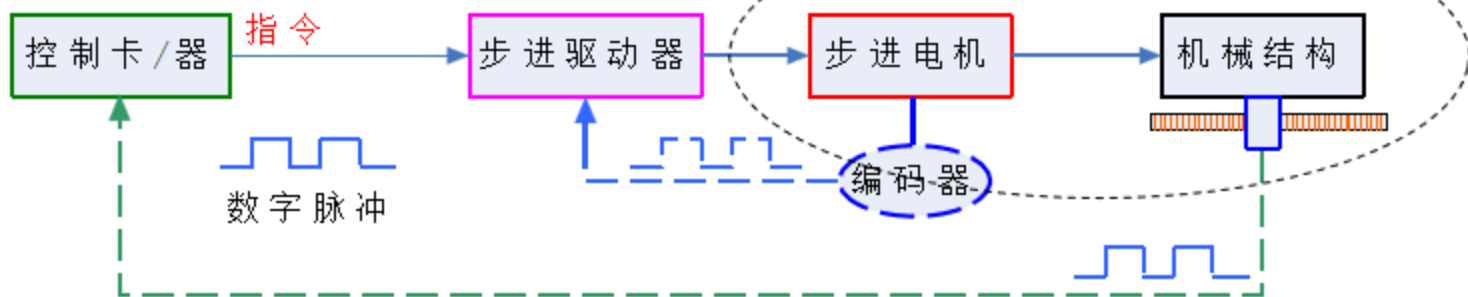 控制卡/器
指令
步进驱动器
步进电机
机械结构
数字脉冲
编码器